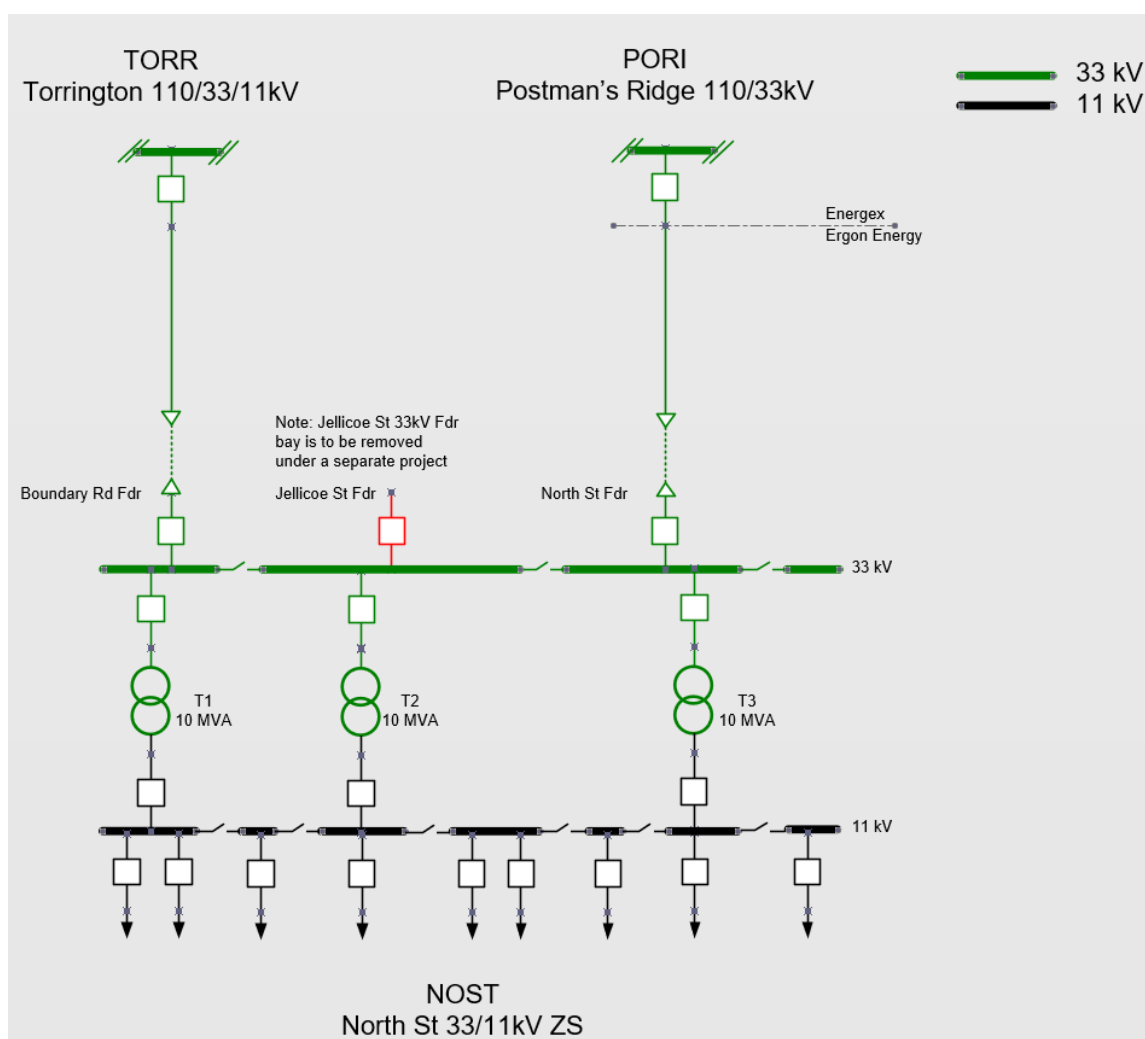 TORR
Torrington 110/33/11kV
PORI
Postman's Ridge 110/33kV
33 kV
11 kV
Energex
Ergon Energy
Note: Jellicoe St 33kV Fdr
bay is to be removed
under a separate project
Boundary Rd Fdr
Jellicoe St Fdr
North St Fdr
33 kV
T1
10 MVA
T2
10 MVA
T3
10 MVA
11 kV
NOST
North St 33/11kV ZS